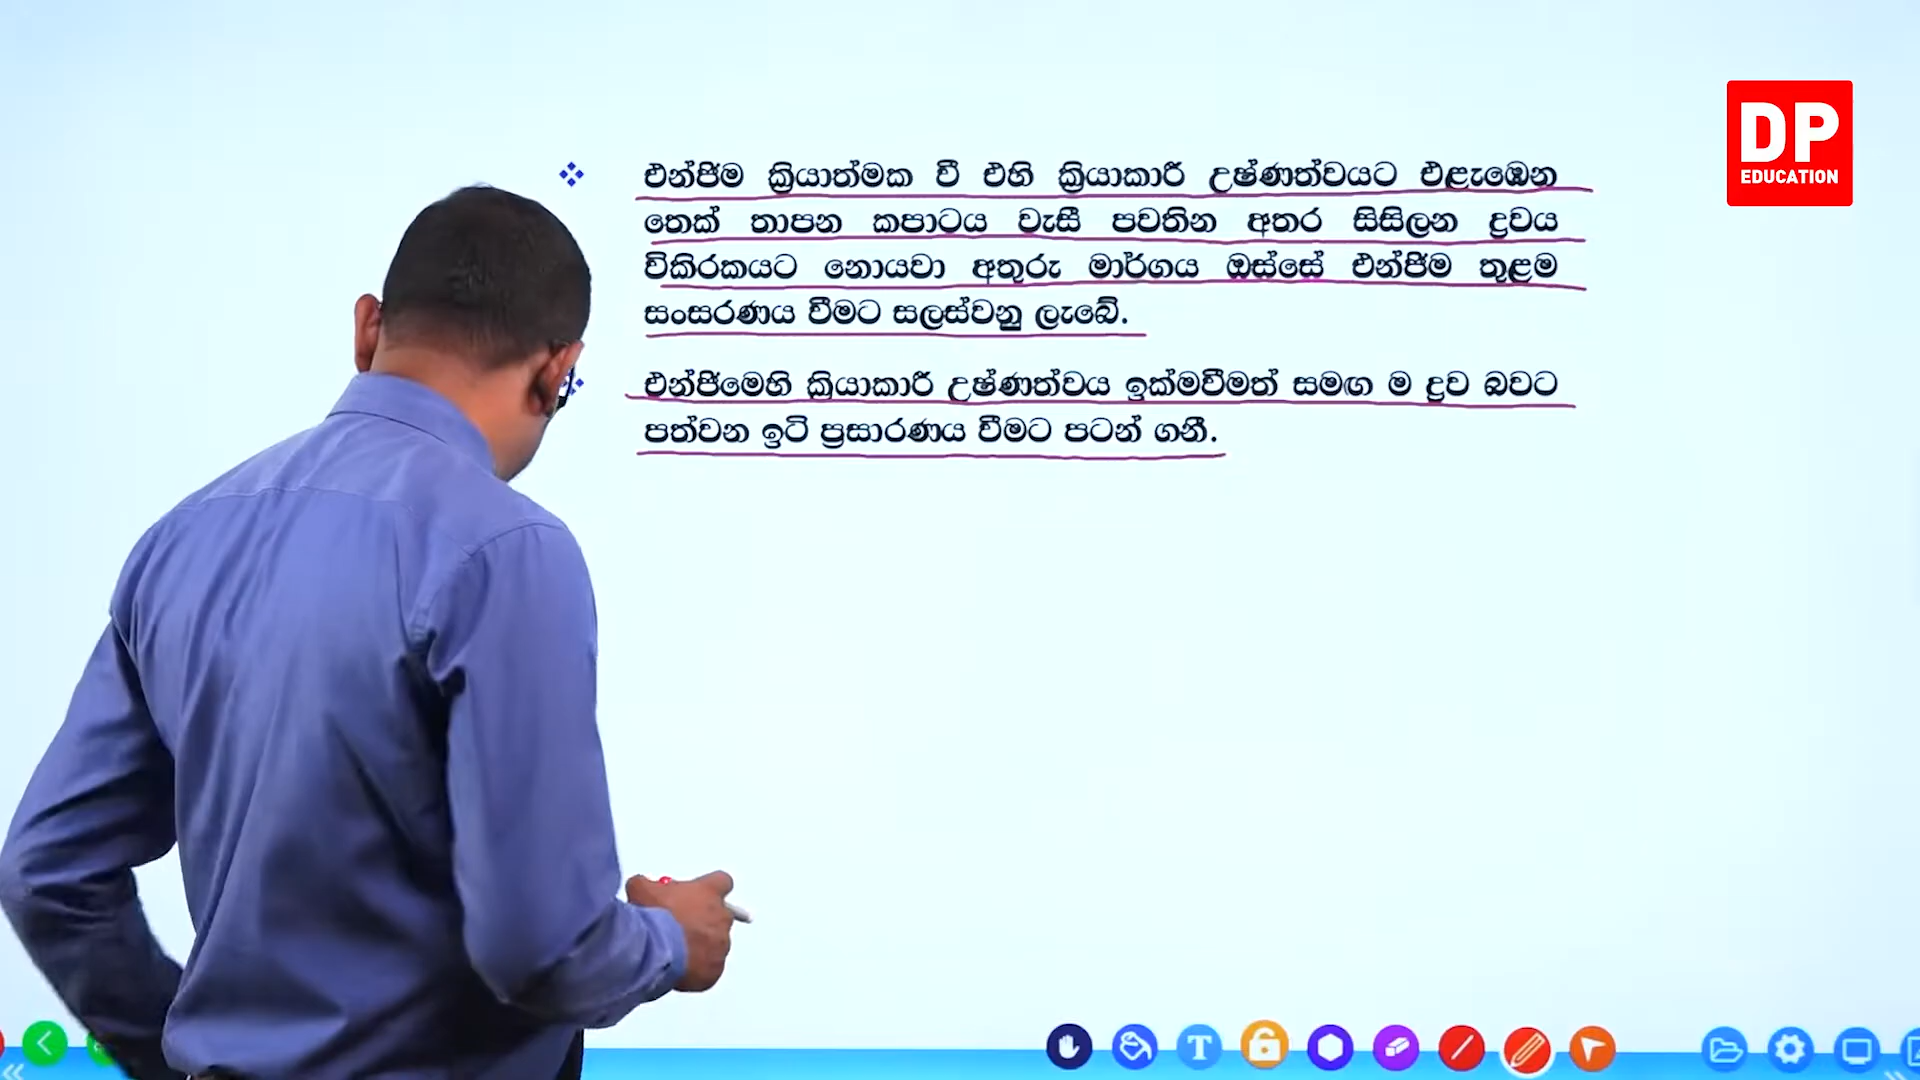 DP
EDUCATION
එන්ජිම ක්‍රියාත්මක වී එහි ක්‍රියාකාරී උෂ්ණත්වයට එළැඹෙන
තෙක් තාපන කපාටය වැසී පවතින අතර සිසිලන ද්‍රවය
විකිරකයට නොයවා අතුරු මාර්ගය ඔස්සේ එන්ජිම තුළම
සංසරණය වීමට සලස්වනු ලැබේ.
එන්ජිමෙහි ක්‍රියාකාරී උෂ්ණත්වය ඉක්මවීමත් සමඟ ම ද්‍රව බවට
පත්වන ඉටි ප්‍රසාරණය වීමට පටන් ගනී.
T